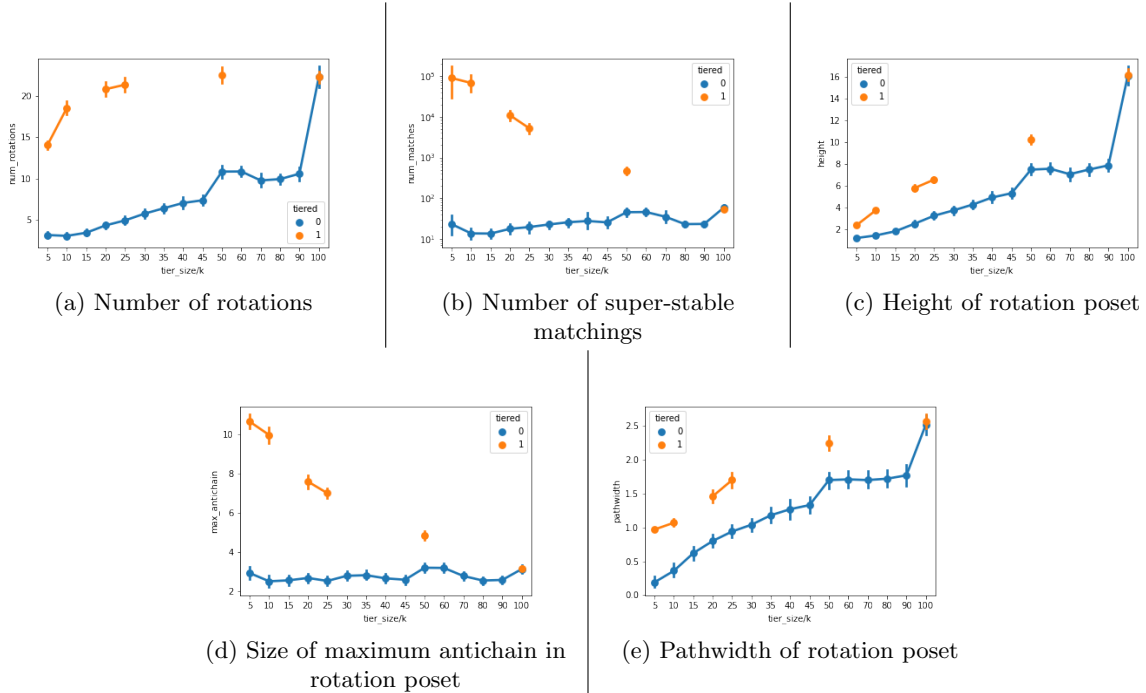 num_rotations
20
15
10
5
tiered
0
1
5 10 15 20 25 30 35 40 45 50 60 70 80 90 100
tier_size/k
(a) Number of rotations
num_matches
10^5
10^4
10^3
10^2
10^1
tiered
0
1
5 10 15 20 25 30 35 40 45 50 60 70 80 90 100
tier_size/k
(b) Number of super-stable
matchings
height
16
14
12
10
8
6
4
2
tiered
0
1
5 10 15 20 25 30 35 40 45 50 60 70 80 90 100
tier_size/k
(c) Height of rotation poset
max_antichain
10
8
6
4
2
tiered
0
1
5 10 15 20 25 30 35 40 45 50 60 70 80 90 100
tier_size/k
(d) Size of maximum antichain in
rotation poset
pathwidth
2.5
2.0
1.5
1.0
0.5
0.0
tiered
0
1
5 10 15 20 25 30 35 40 45 50 60 70 80 90 100
tier_size/k
(e) Pathwidth of rotation poset